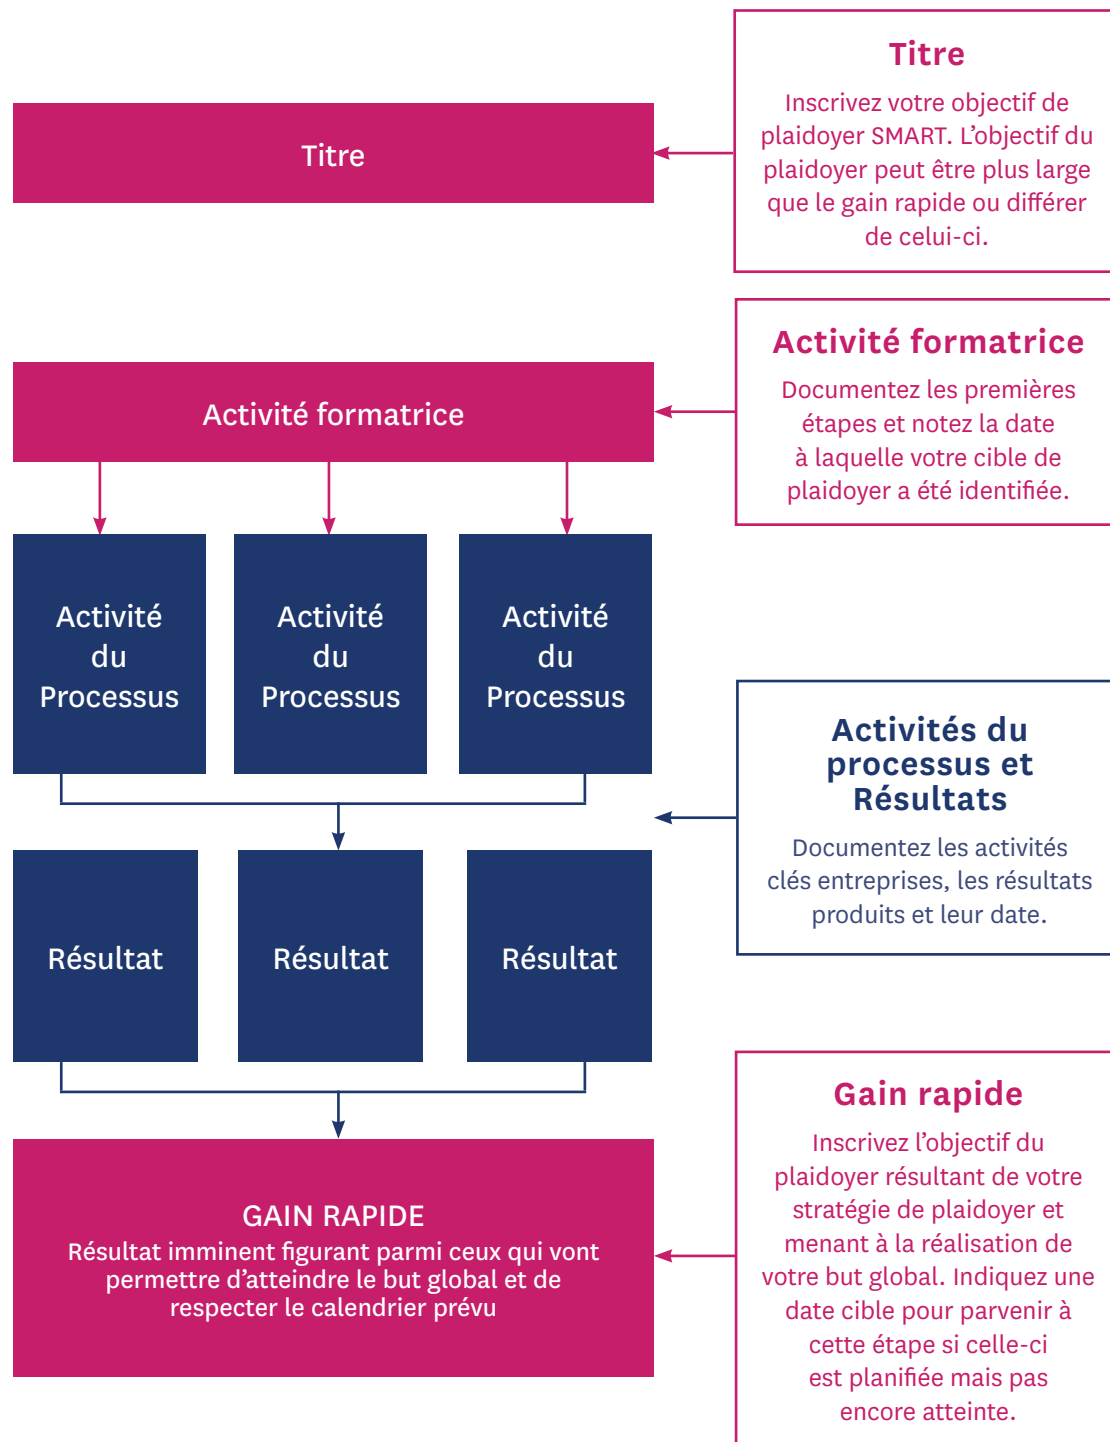 Titre
Titre
Inscrivez votre objectif de
plaidoyer SMART. L’objectif du
plaidoyer peut être plus large
que le gain rapide ou différer
de celui-ci.
Activité formatrice
Activité formatrice
Documentez les premières
étapes et notez la date
à laquelle votre cible de
plaidoyer a été identifiée.
Activité
du
Processus
Activité
du
Processus
Activité
du
Processus
Activités du
processus et
Résultats
Documentez les activités
clés entreprises, les résultats
produits et leur date.
Résultat
Résultat
Résultat
GAIN RAPIDE
Résultat imminent figurant parmi ceux qui vont
permettre d’atteindre le but global et de
respecter le calendrier prévu
Gain rapide
Inscrivez l’objectif du
plaidoyer résultant de votre
stratégie de plaidoyer et
menant à la réalisation de
votre but global. Indiquez une
date cible pour parvenir à
cette étape si celle-ci
est planifiée mais pas
encore atteinte.